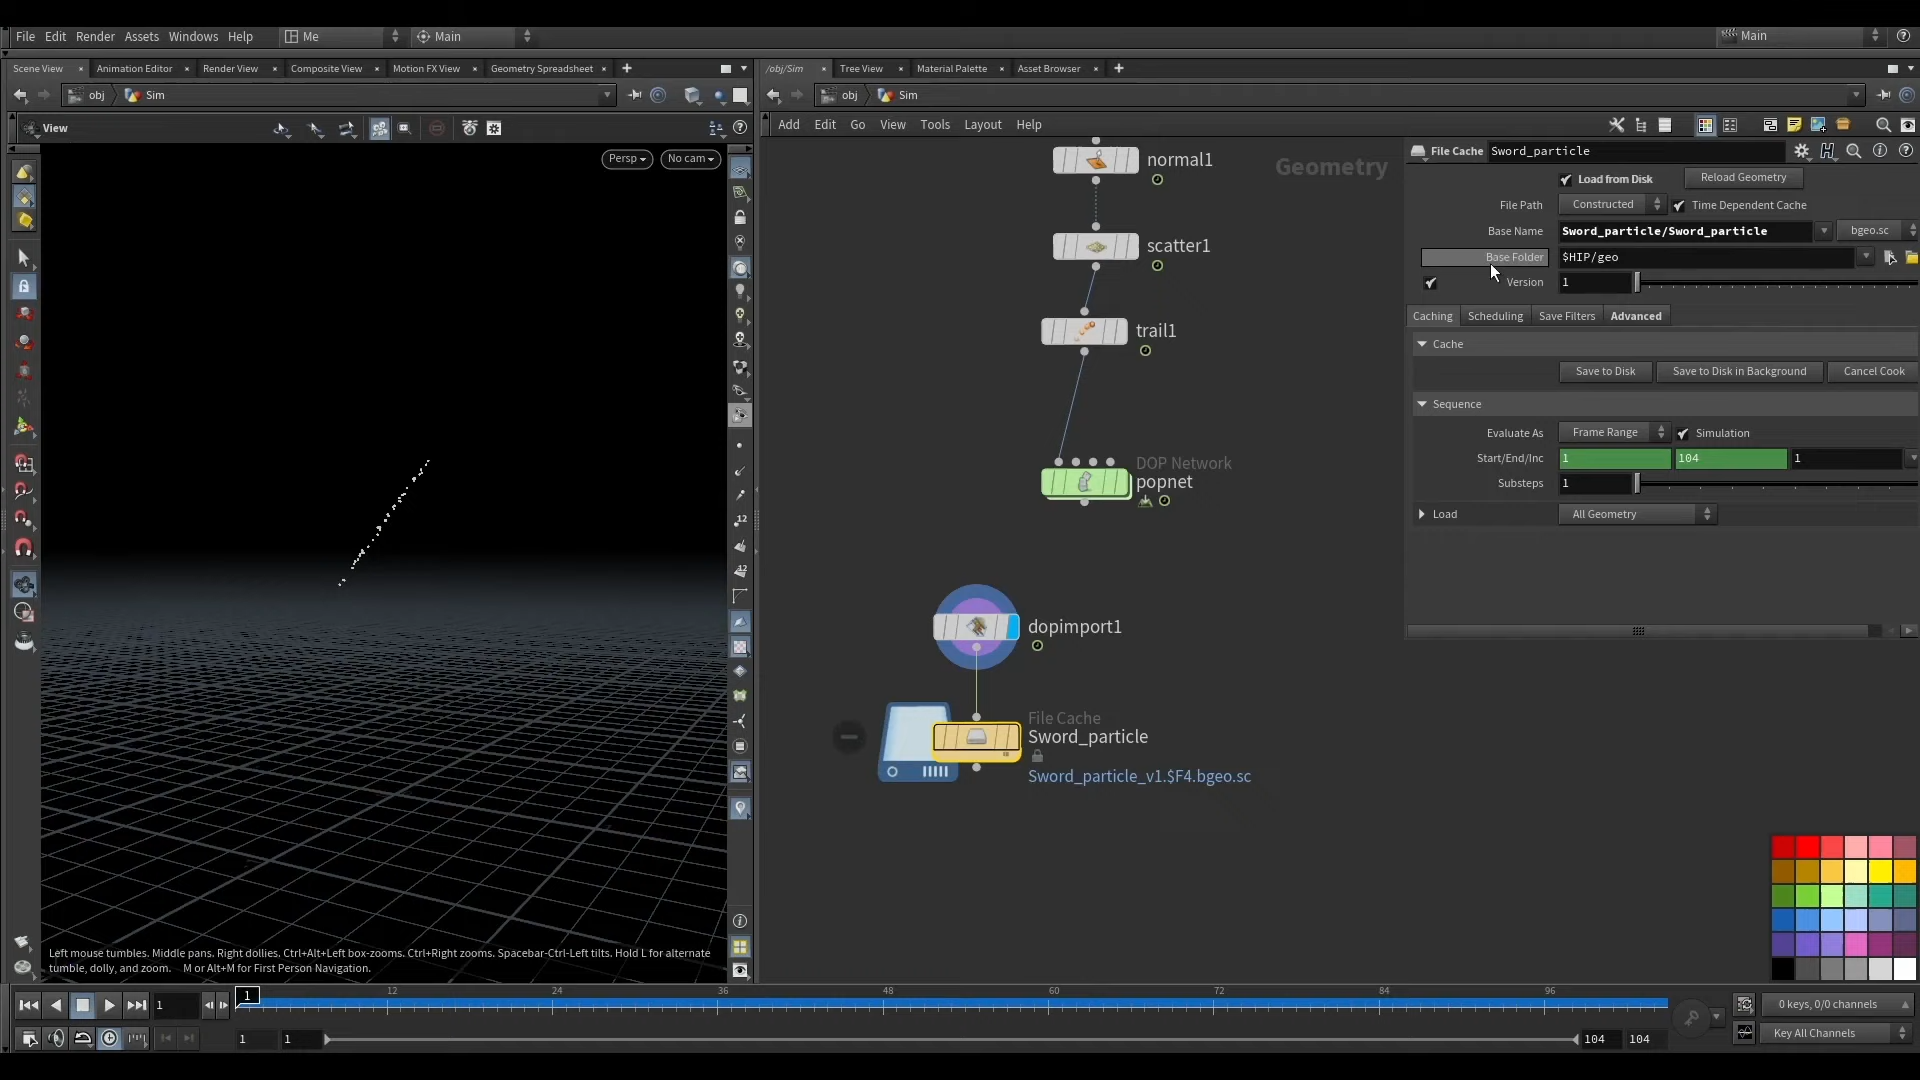 File Edit Render Assets Windows Help Me Main Main
Scene View Animation Editor Render View Composite View Motion FX View Geometry Spreadsheet
/obj/Sim Tree View Material Palette Asset Browser
obj Sim
obj Sim
View
Add Edit Go View Tools Layout Help
Persp No cam
Geometry
normal1
scatter1
trail1
DOP Network
popnet
dopimport1
File Cache
Sword_particle
Sword_particle_v1.$F4.bgeo.sc
File Cache Sword_particle
Load from Disk Reload Geometry
File Path Constructed Time Dependent Cache
Base Name Sword_particle/Sword_particle bgeo.sc
Base Folder $HIP/geo
Version 1
Caching Scheduling Save Filters Advanced
Cache
Save to Disk Save to Disk in Background Cancel Cook
Sequence
Evaluate As Frame Range Simulation
Start/End/Inc 1 104 1
Substeps 1
Load All Geometry
12
12
Left mouse tumbles. Middle pans. Right dollies. Ctrl+Alt+Left box-zooms. Ctrl+Right zooms. Spacebar-Ctrl-Left tilts. Hold L for alternate
tumble, dolly, and zoom. M or Alt+M for First Person Navigation.
1 1 12 24 36 48 60 72 84 96
0 keys, 0/0 channels
1 1 104 104
Key All Channels